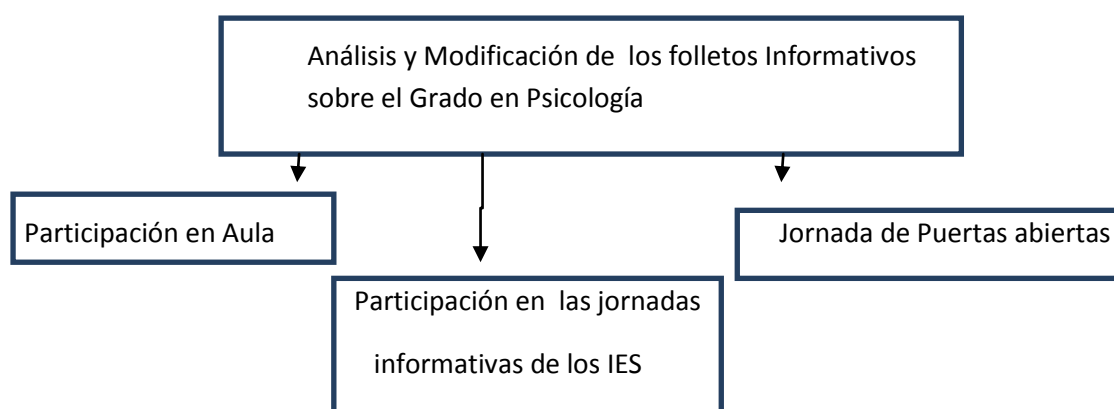 Análisis y Modificación de los folletos Informativos
sobre el Grado en Psicología
Participación en Aula
Jornada de Puertas abiertas
Participación en las jornadas
informativas de los IES